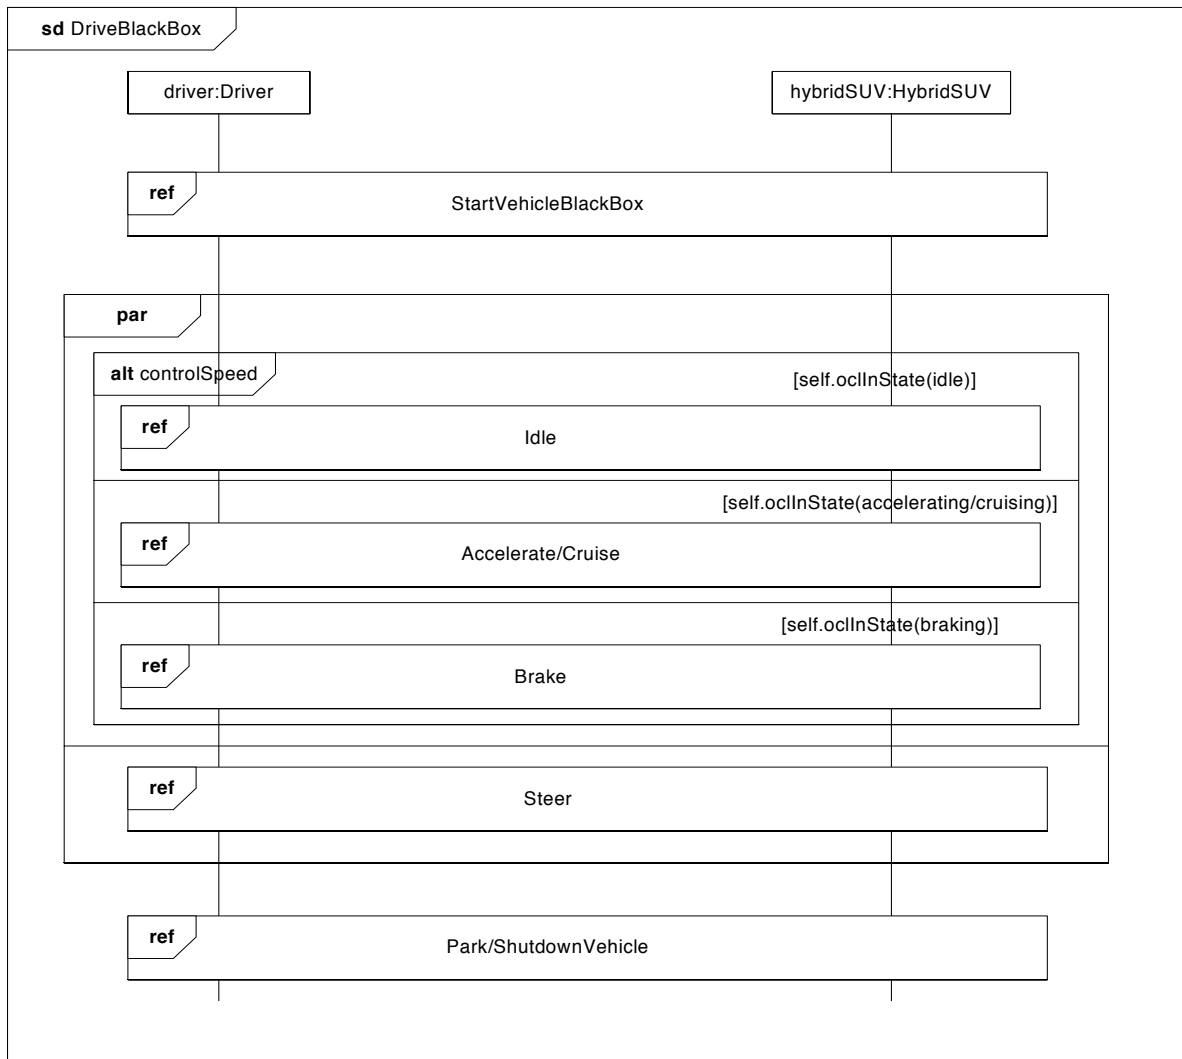 sd DriveBlackBox
driver:Driver
hybridSUV:HybridSUV
ref
StartVehicleBlackBox
par
alt controlSpeed
[self.oclInState(idle)]
ref
Idle
[self.oclInState(accelerating/cruising)]
ref
Accelerate/Cruise
[self.oclInState(braking)]
ref
Brake
ref
Steer
ref
Park/ShutdownVehicle